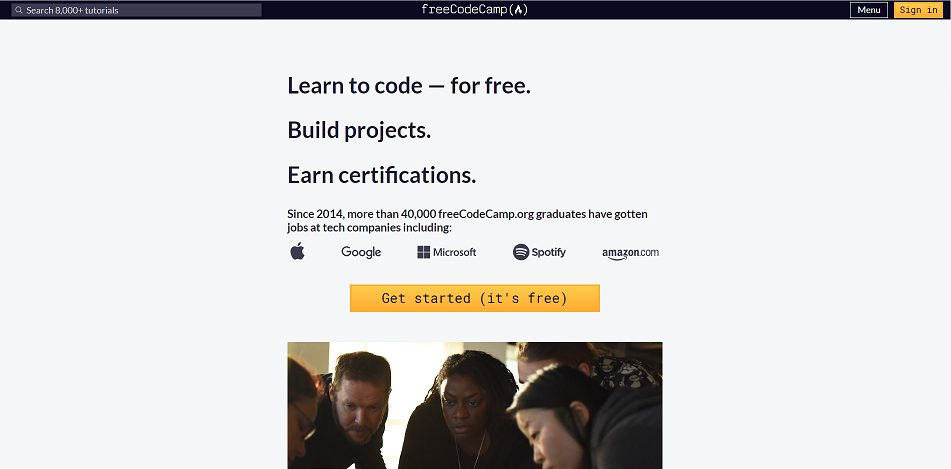 Search 8,000+ tutorials
freeCodeCamp
Menu
Sign in
Learn to code — for free.
Build projects.
Earn certifications.
Since 2014, more than 40,000 freeCodeCamp.org graduates have gotten
jobs at tech companies including:
Google
Microsoft
Spotify
amazon.com
Get started (it's free)